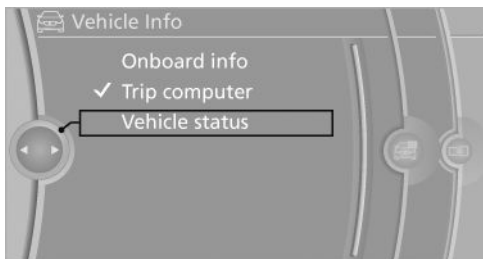 Vehicle Info
Onboard info
Trip computer
Vehicle status